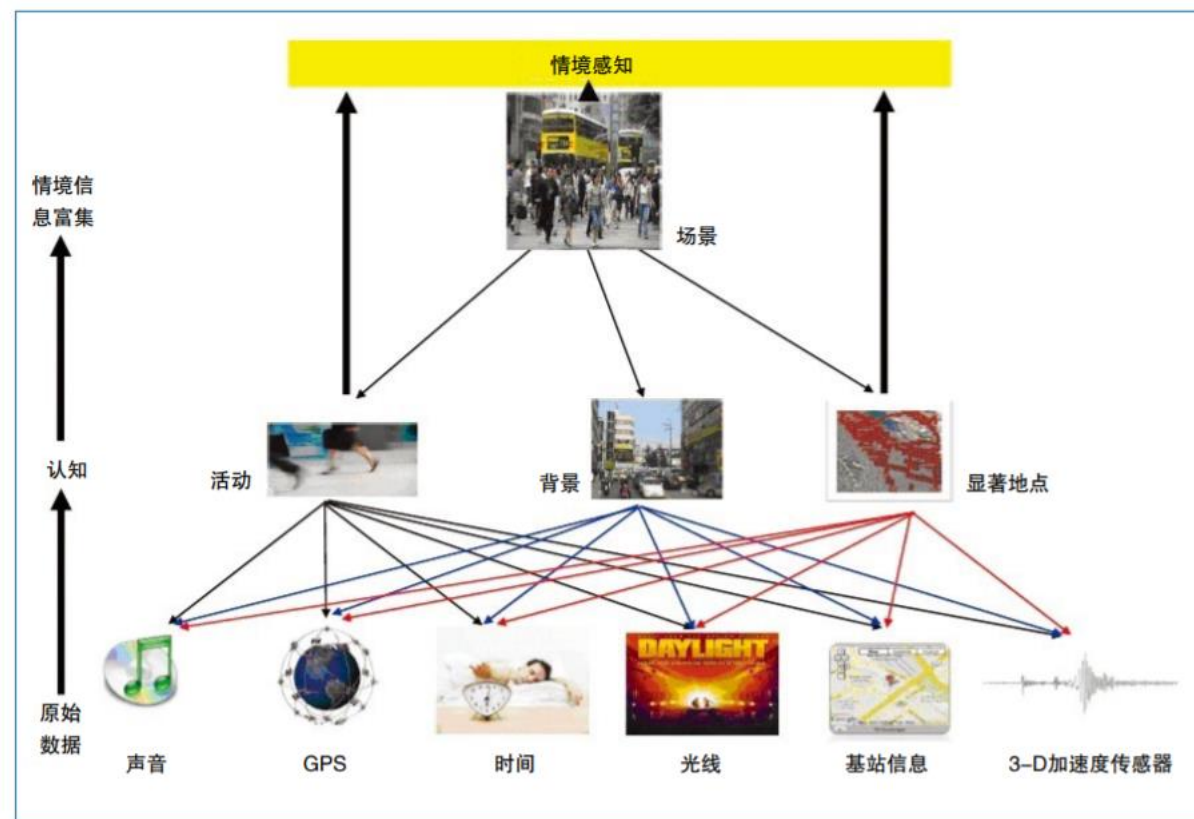 情境感知
情境信
息富集
场景
认知
活动
背景
显著地点
DAYLIGHT
原始
数据
声音
GPS
时间
光线
基站信息
3-D加速度传感器